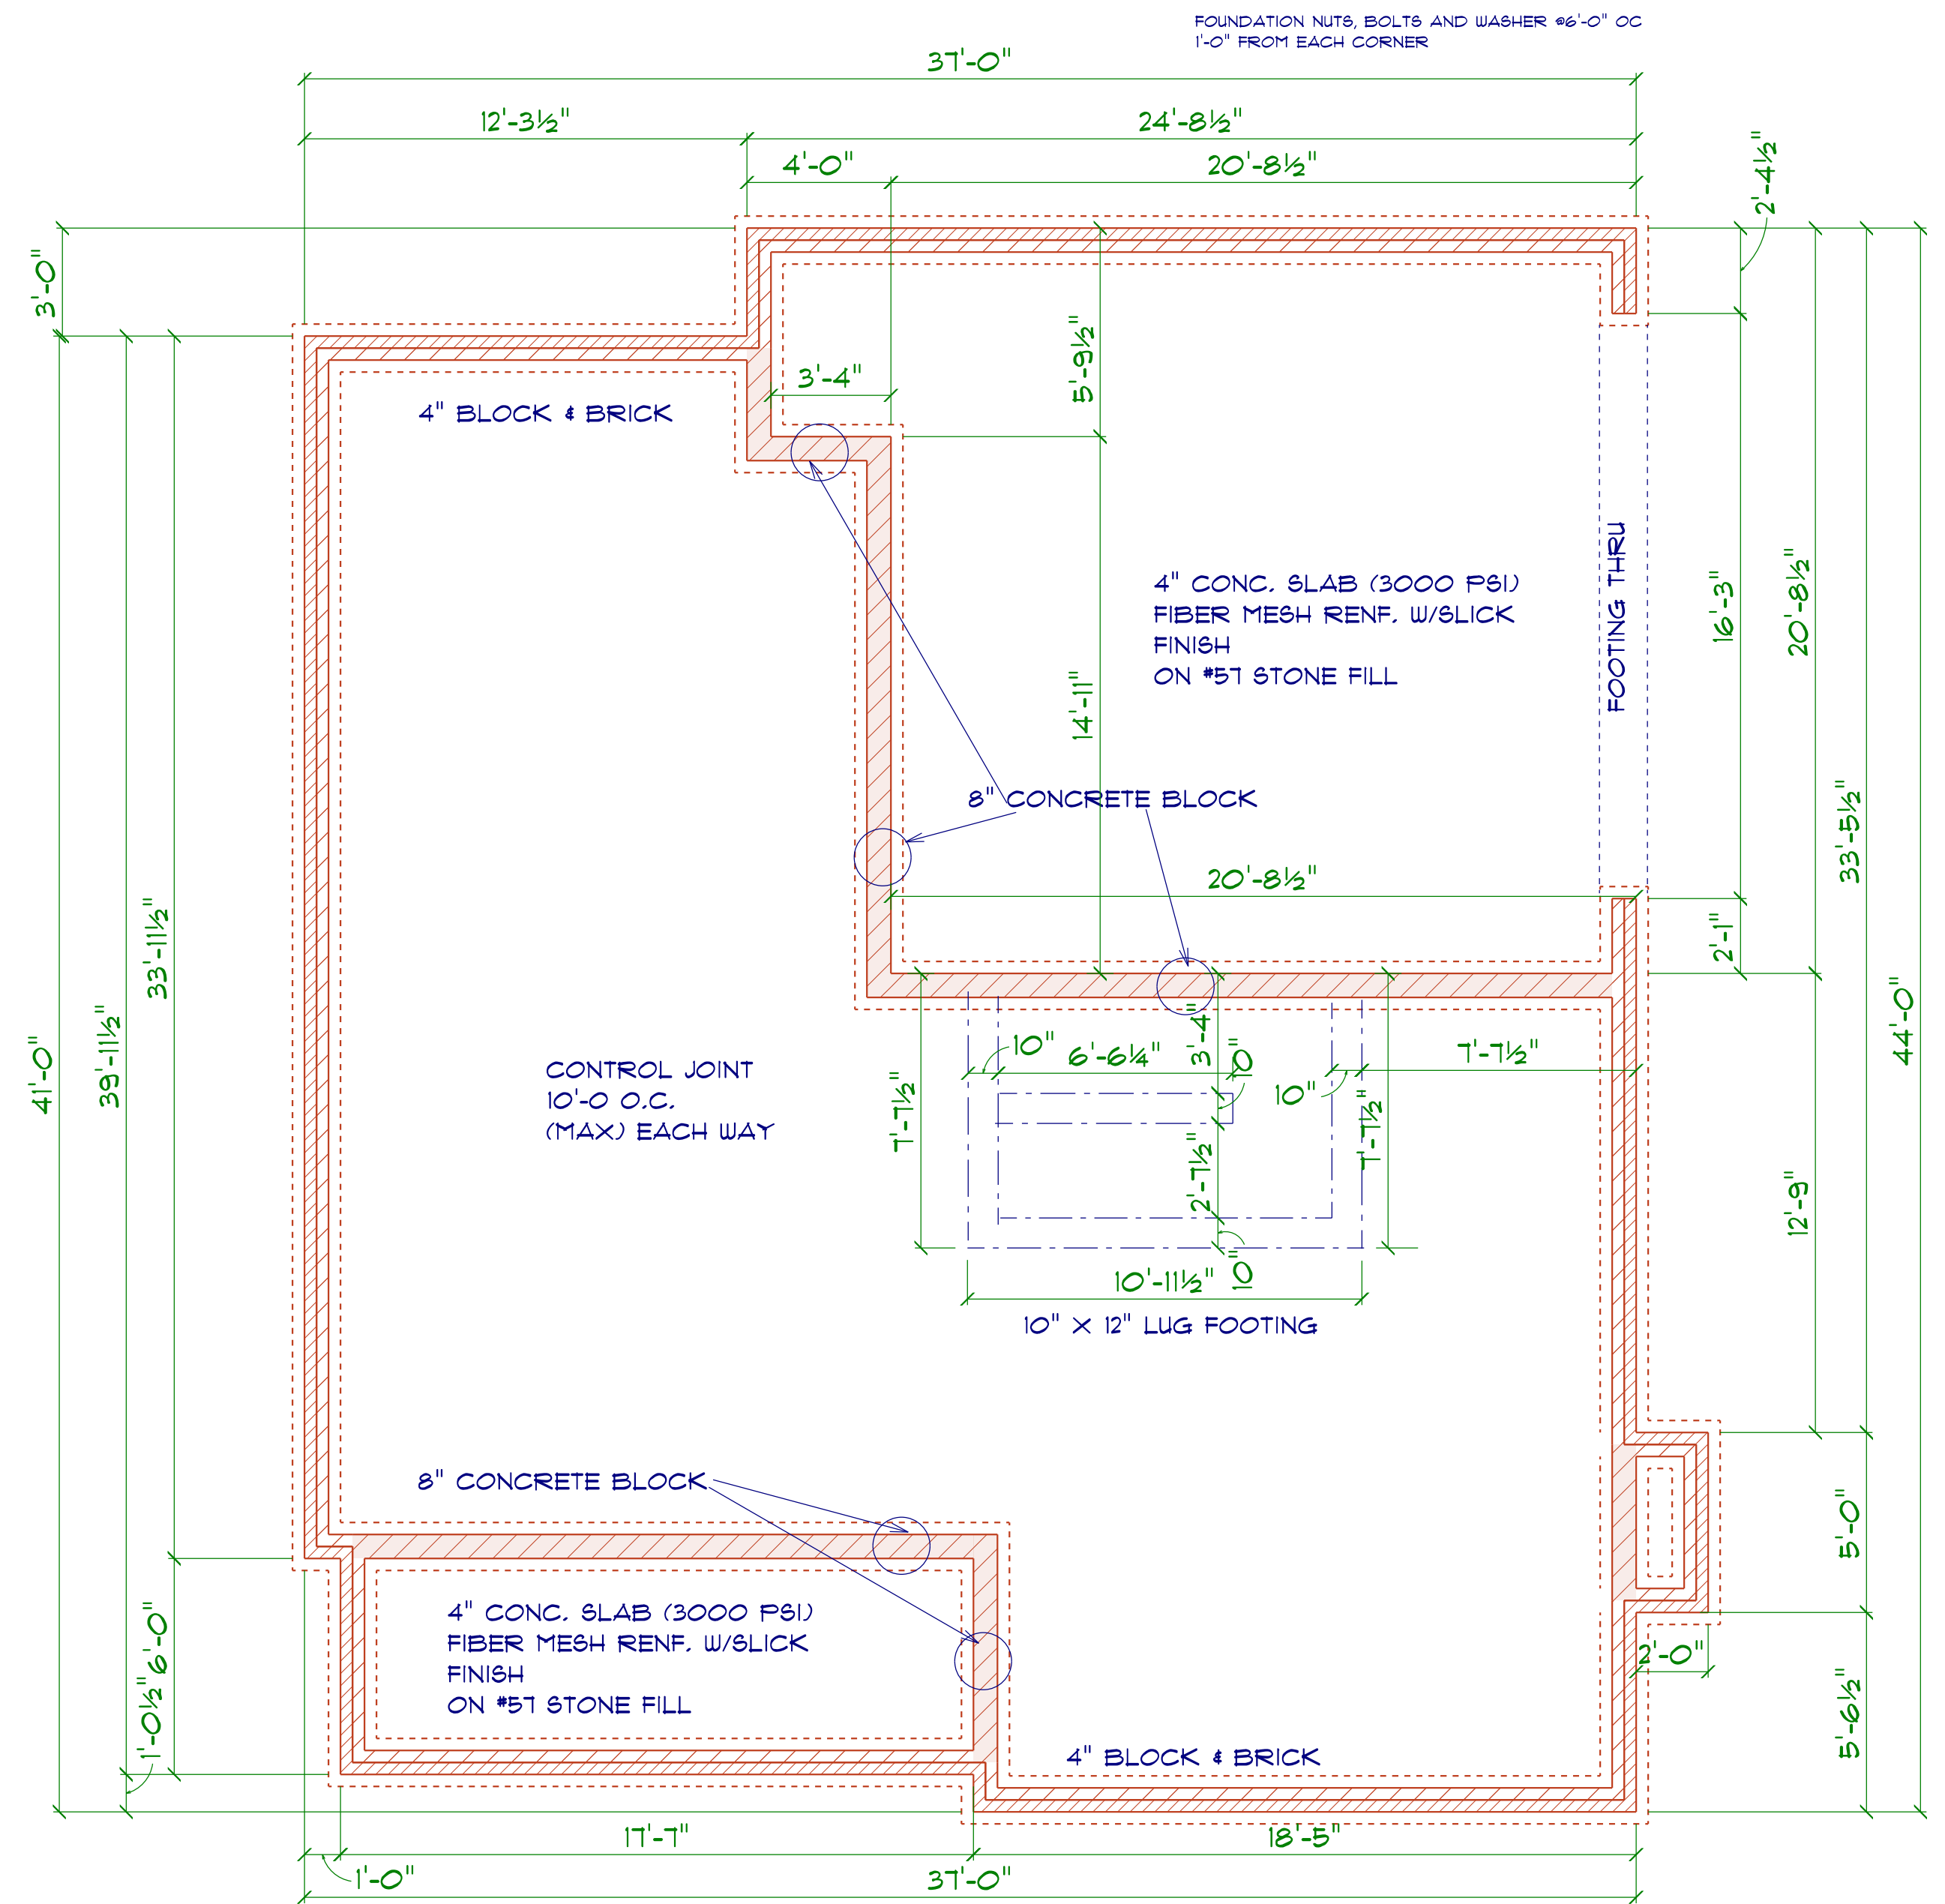 FOUNDATION NUTS, BOLTS AND WASHER @6'-0" OC
1'-0" FROM EACH CORNER
37'-0"
12'-3½"
24'-8½"
4'-0"
20'-8½"
2'-4½"
3'-0"
5'-9½"
3'-4"
4" BLOCK & BRICK
4" CONC. SLAB (3000 PSI)
FIBER MESH RENF. W/SLICK
FINISH
ON #57 STONE FILL
FOOTING THRU
16'-3"
20'-8½"
14'-11"
8" CONCRETE BLOCK
33'-5½"
20'-8½"
2'-1"
33'-11½"
39'-11½"
41'-0"
44'-0"
CONTROL JOINT
10'-0 O.C.
(MAX) EACH WAY
10"
6'-6¼"
3'-4"
10"
7'-7½"
10"
7'-7½"
7'-7½"
2'-7½"
12'-9"
10'-11½"
10"
10" X 12" LUG FOOTING
8" CONCRETE BLOCK
5'-0"
4" CONC. SLAB (3000 PSI)
FIBER MESH RENF. W/SLICK
FINISH
ON #57 STONE FILL
6'-0"
1'-0½"
2'-0"
5'-6½"
4" BLOCK & BRICK
17'-7"
18'-5"
1'-0"
37'-0"